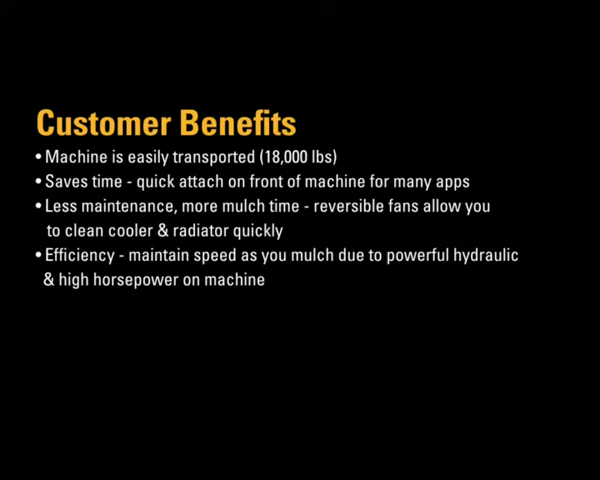 Customer Benefits
• Machine is easily transported (18,000 lbs)
• Saves time - quick attach on front of machine for many apps
• Less maintenance, more mulch time - reversible fans allow you
to clean cooler & radiator quickly
• Efficiency - maintain speed as you mulch due to powerful hydraulic
& high horsepower on machine